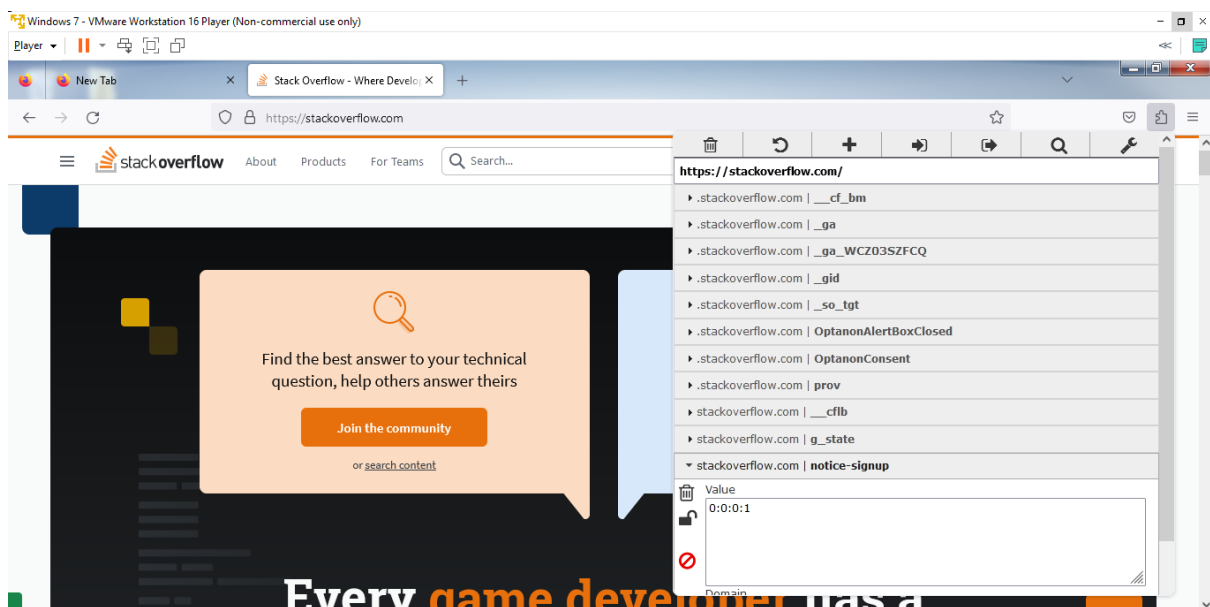 Windows 7 - VMware Workstation 16 Player (Non-commercial use only)
Player
New Tab
Stack Overflow - Where Develop
https://stackoverflow.com
stackoverflow About Products For Teams Search...
https://stackoverflow.com/
.stackoverflow.com | __cf_bm
.stackoverflow.com | _ga
.stackoverflow.com | _ga_WCZ03SZFCQ
.stackoverflow.com | _gid
.stackoverflow.com | _so_tgt
.stackoverflow.com | OptanonAlertBoxClosed
.stackoverflow.com | OptanonConsent
.stackoverflow.com | prov
stackoverflow.com | __cflb
stackoverflow.com | g_state
stackoverflow.com | notice-signup
Value
0:0:0:1
Domain
Find the best answer to your technical
question, help others answer theirs
Join the community
or search content
Every game developer has a